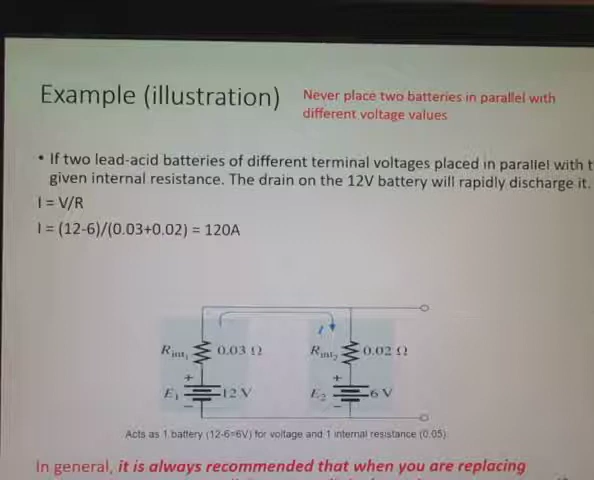 Example (illustration)
Never place two batteries in parallel with
different voltage values
• If two lead-acid batteries of different terminal voltages placed in parallel with t
given internal resistance. The drain on the 12V battery will rapidly discharge it.
I = V/R
I = (12-6)/(0.03+0.02) = 120A
I
Rint1 0.03 Ω Rint2 0.02 Ω
+ +
E1 12 V E2 6 V
− −
Acts as 1 battery (12-6=6V) for voltage and 1 internal resistance (0.05)
In general, it is always recommended that when you are replacing